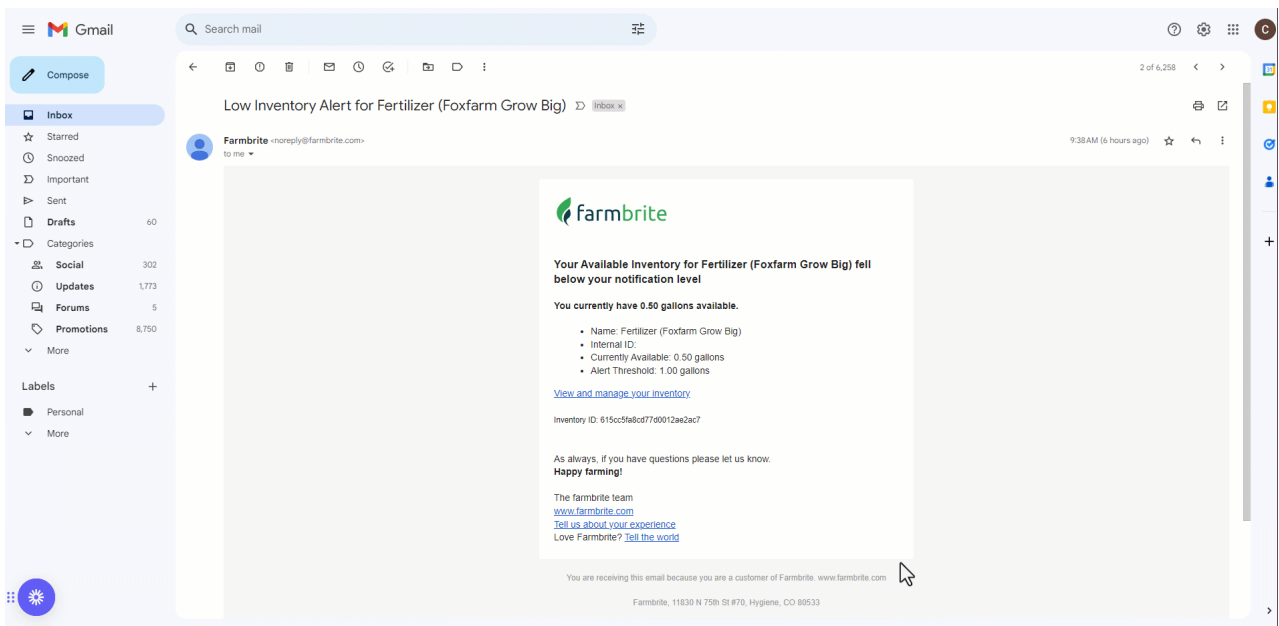 Gmail
Search mail
C
Compose
2 of 6,258
Inbox
Starred
Snoozed
Important
Sent
Drafts 60
Categories
Social 302
Updates 1,773
Forums 5
Promotions 8,750
More
Labels +
Personal
More
Low Inventory Alert for Fertilizer (Foxfarm Grow Big) Inbox x
Farmbrite <noreply@farmbrite.com> 9:38AM (6 hours ago)
to me
farmbrite
Your Available Inventory for Fertilizer (Foxfarm Grow Big) fell
below your notification level
You currently have 0.50 gallons available.
• Name: Fertilizer (Foxfarm Grow Big)
• Internal ID:
• Currently Available: 0.50 gallons
• Alert Threshold: 1.00 gallons
View and manage your inventory
Inventory ID: 615cc5fa8cd77d0012ae2ac7
As always, if you have questions please let us know.
Happy farming!
The farmbrite team
www.farmbrite.com
Tell us about your experience
Love Farmbrite? Tell the world
You are receiving this email because you are a customer of Farmbrite. www.farmbrite.com
Farmbrite, 11830 N 75th St #70, Hygiene, CO 80533